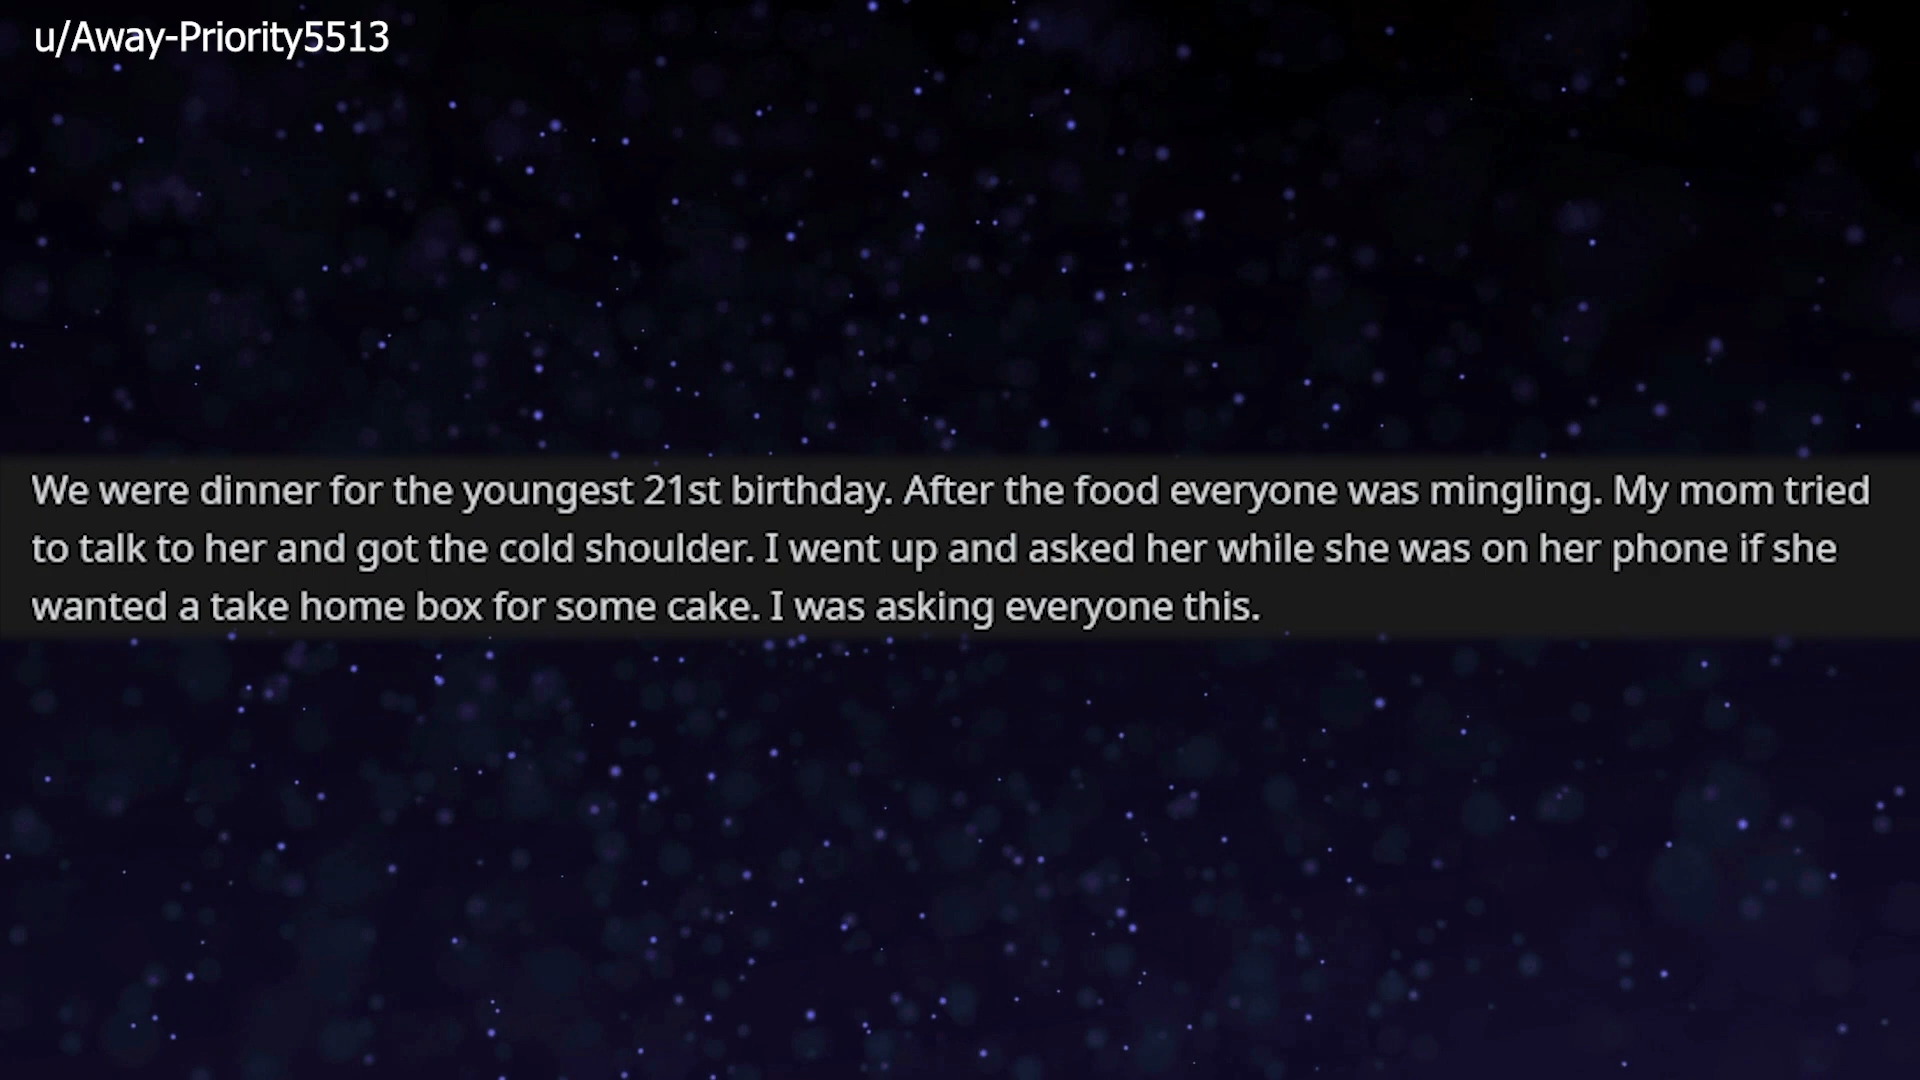 u/Away-Priority5513
We were dinner for the youngest 21st birthday. After the food everyone was mingling. My mom tried
to talk to her and got the cold shoulder. I went up and asked her while she was on her phone if she
wanted a take home box for some cake. I was asking everyone this.